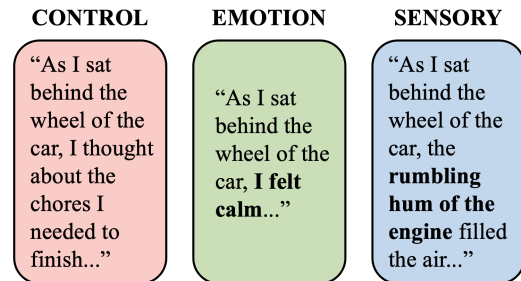 CONTROL
“As I sat
behind the
wheel of the
car, I thought
about the
chores I
needed to
finish...”
EMOTION
“As I sat
behind the
wheel of the
car, I felt
calm...”
SENSORY
“As I sat
behind the
wheel of the
car, the
rumbling
hum of the
engine filled
the air...”